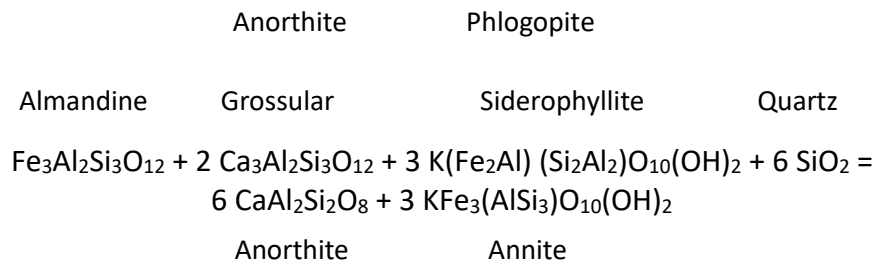 Anorthite Phlogopite
Almandine Grossular Siderophyllite Quartz
Fe₃Al₂Si₃O₁₂ + 2 Ca₃Al₂Si₃O₁₂ + 3 K(Fe₂Al) (Si₂Al₂)O₁₀(OH)₂ + 6 SiO₂ =
6 CaAl₂Si₂O₈ + 3 KFe₃(AlSi₃)O₁₀(OH)₂
Anorthite Annite